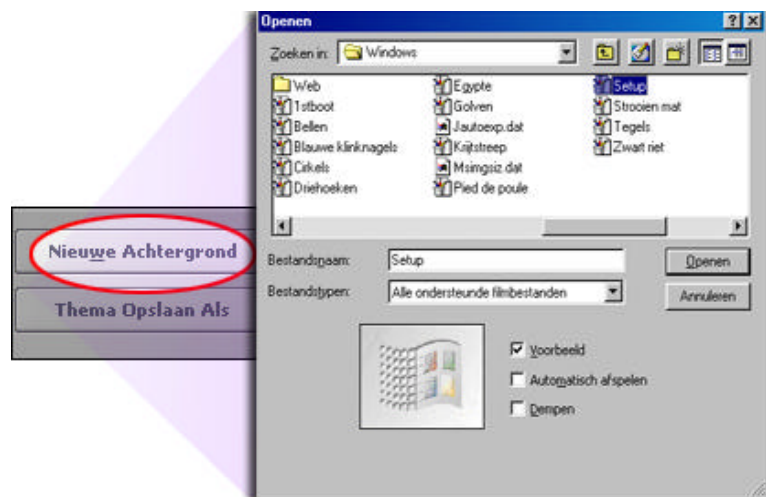 Openen
Zoeken in: Windows
Web
1stboot
Bellen
Blauwe klinknagels
Cirkels
Driehoeken
Egypte
Golven
Jautoexp.dat
Krijtstreep
Msimgsiz.dat
Pied de poule
Setup
Strooien mat
Tegels
Zwart riet
Nieuwe Achtergrond
Thema Opslaan Als
Bestandsnaam: Setup
Openen
Bestandstypen: Alle ondersteunde filmbestanden
Annuleren
Voorbeeld
Automatisch afspelen
Dempen